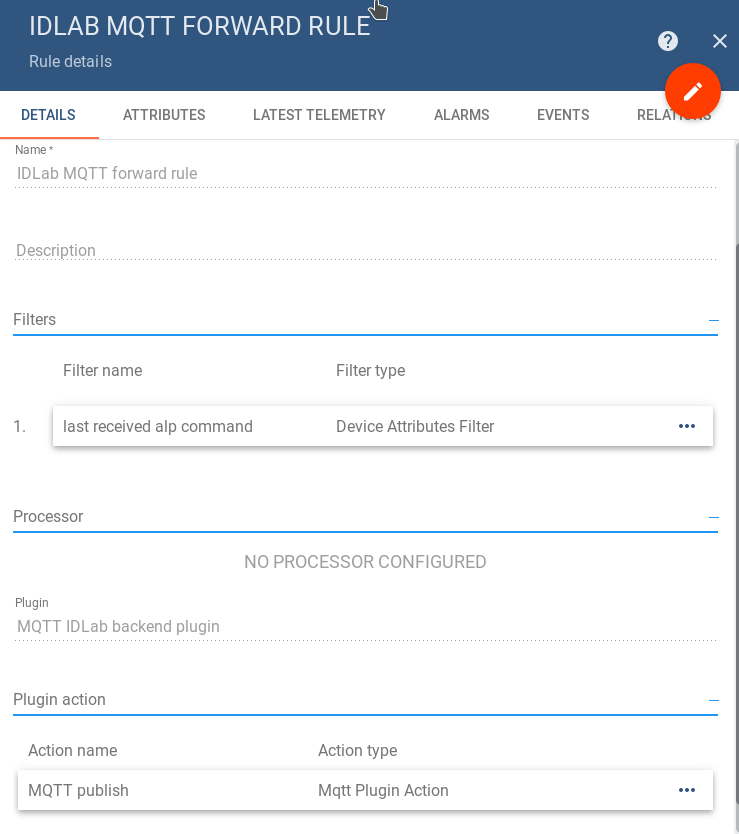 IDLAB MQTT FORWARD RULE
Rule details
DETAILS ATTRIBUTES LATEST TELEMETRY ALARMS EVENTS RELATIONS
Name *
IDLab MQTT forward rule
Description
Filters
Filter name Filter type
1. last received alp command Device Attributes Filter
Processor
NO PROCESSOR CONFIGURED
Plugin
MQTT IDLab backend plugin
Plugin action
Action name Action type
MQTT publish Mqtt Plugin Action